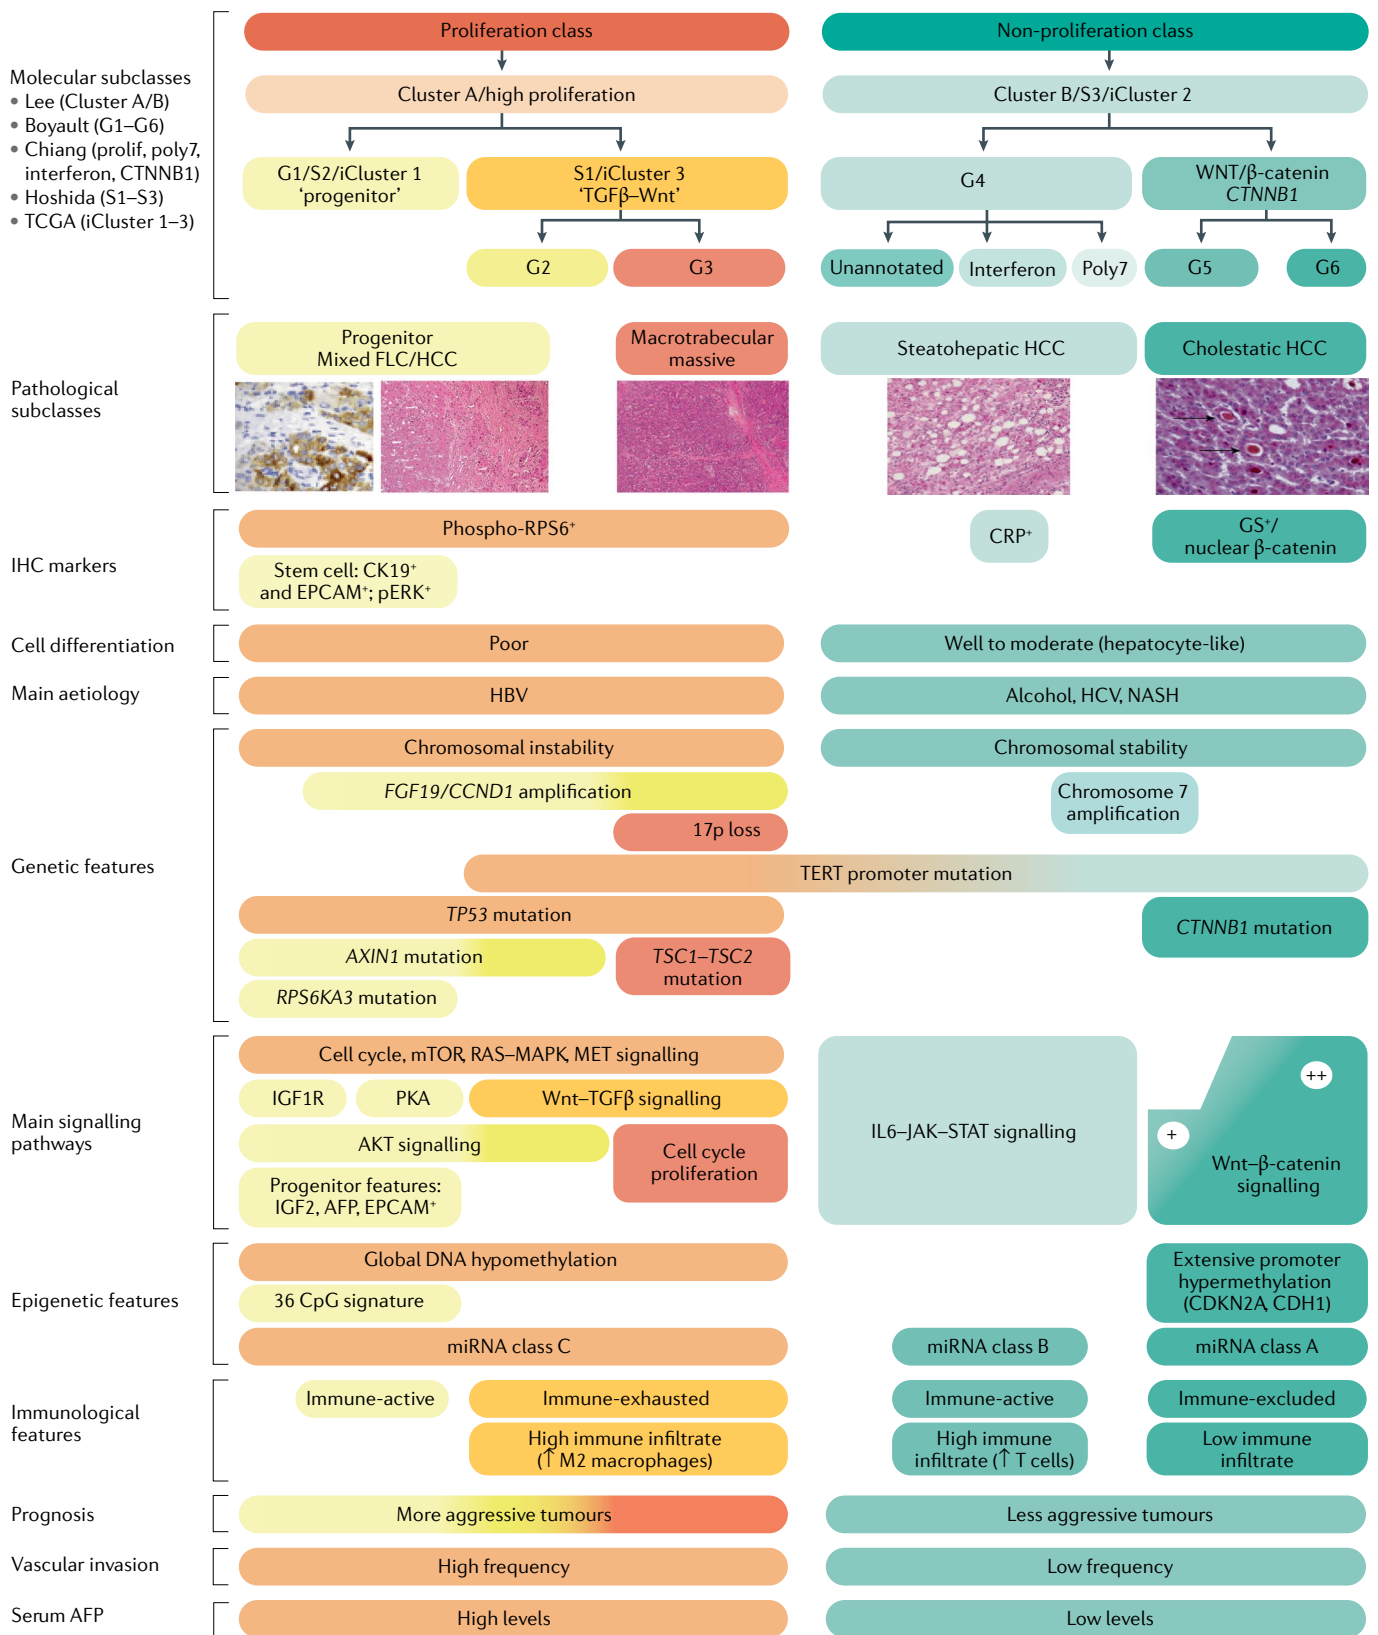 Proliferation class
Non-proliferation class
Molecular subclasses
• Lee (Cluster A/B)
• Boyault (G1–G6)
• Chiang (prolif, poly7,
interferon, CTNNB1)
• Hoshida (S1–S3)
• TCGA (iCluster 1–3)
Cluster A/high proliferation
Cluster B/S3/iCluster 2
G1/S2/iCluster 1
‘progenitor’
S1/iCluster 3
‘TGFβ–Wnt’
G4
WNT/β-catenin
CTNNB1
G2
G3
Unannotated
Interferon
Poly7
G5
G6
Pathological
subclasses
Progenitor
Mixed FLC/HCC
Macrotrabecular
massive
Steatohepatic HCC
Cholestatic HCC
IHC markers
Phospho-RPS6⁺
CRP⁺
GS⁺/
nuclear β-catenin
Stem cell: CK19⁺
and EPCAM⁺; pERK⁺
Cell differentiation
Poor
Well to moderate (hepatocyte-like)
Main aetiology
HBV
Alcohol, HCV, NASH
Genetic features
Chromosomal instability
Chromosomal stability
FGF19/CCND1 amplification
Chromosome 7
amplification
17p loss
TERT promoter mutation
TP53 mutation
CTNNB1 mutation
AXIN1 mutation
TSC1–TSC2
mutation
RPS6KA3 mutation
Main signalling
pathways
Cell cycle, mTOR, RAS–MAPK, MET signalling
IGF1R
PKA
Wnt–TGFβ signalling
AKT signalling
Cell cycle
proliferation
Progenitor features:
IGF2, AFP, EPCAM⁺
IL6–JAK–STAT signalling
++
+
Wnt–β-catenin
signalling
Epigenetic features
Global DNA hypomethylation
Extensive promoter
hypermethylation
(CDKN2A, CDH1)
36 CpG signature
miRNA class C
miRNA class B
miRNA class A
Immunological
features
Immune-active
Immune-exhausted
Immune-active
Immune-excluded
High immune infiltrate
(↑ M2 macrophages)
High immune
infiltrate (↑ T cells)
Low immune
infiltrate
Prognosis
More aggressive tumours
Less aggressive tumours
Vascular invasion
High frequency
Low frequency
Serum AFP
High levels
Low levels